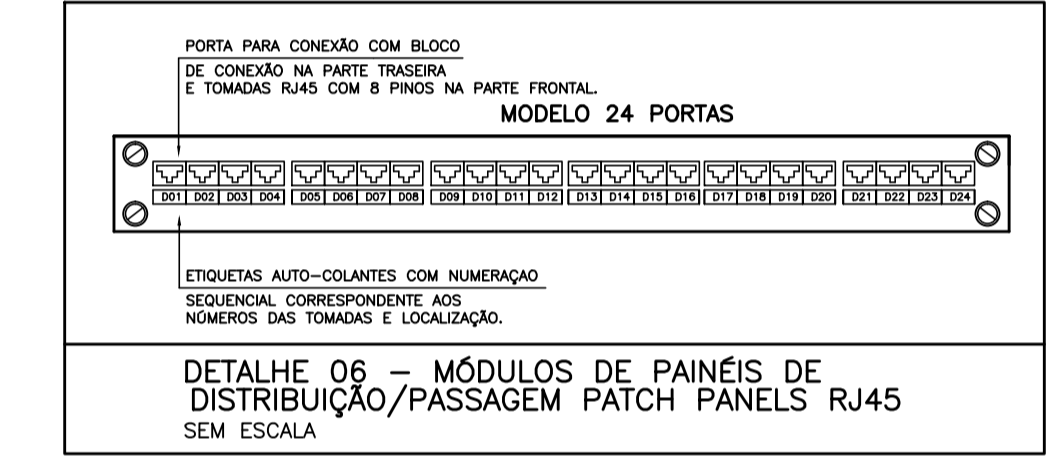 PORTA PARA CONEXÃO COM BLOCO
DE CONEXÃO NA PARTE TRASEIRA
E TOMADAS RJ45 COM 8 PINOS NA PARTE FRONTAL.
MODELO 24 PORTAS
D01 D02 D03 D04 D05 D06 D07 D08 D09 D10 D11 D12 D13 D14 D15 D16 D17 D18 D19 D20 D21 D22 D23 D24
ETIQUETAS AUTO-COLANTES COM NUMERAÇAO
SEQUENCIAL CORRESPONDENTE AOS
NÚMEROS DAS TOMADAS E LOCALIZAÇÃO.
DETALHE 06 - MÓDULOS DE PAINÉIS DE
DISTRIBUIÇÃO/PASSAGEM PATCH PANELS RJ45
SEM ESCALA